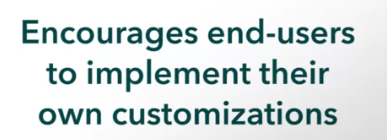 Encourages end-users
to implement their
own customizations